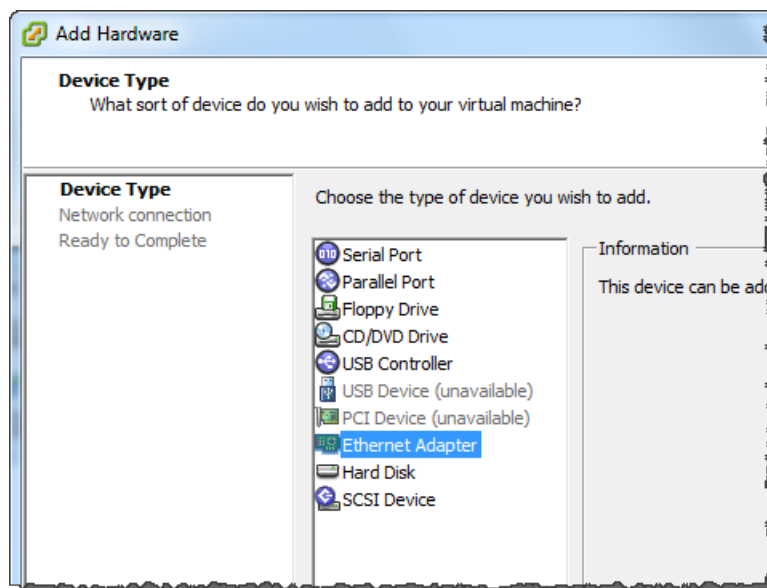 Add Hardware
Device Type
What sort of device do you wish to add to your virtual machine?
Device Type
Network connection
Ready to Complete
Choose the type of device you wish to add.
Serial Port
Parallel Port
Floppy Drive
CD/DVD Drive
USB Controller
USB Device (unavailable)
PCI Device (unavailable)
Ethernet Adapter
Hard Disk
SCSI Device
Information
This device can be add